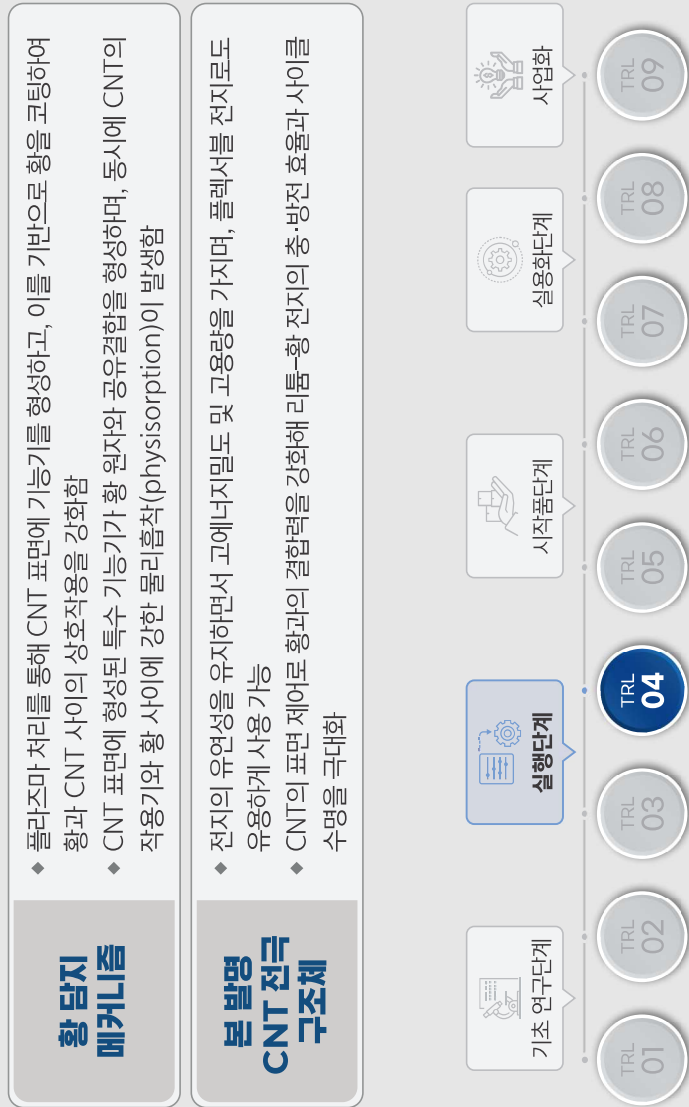 황 담지
메커니즘
◆ 플라즈마 처리를 통해 CNT 표면에 기능기를 형성하고, 이를 기반으로 황을 코팅하여
황과 CNT 사이의 상호작용을 강화함
◆ CNT 표면에 형성된 특수 기능기가 황 원자와 공유결합을 형성하며, 동시에 CNT의
작용기와 황 사이에 강한 물리흡착(physisorption)이 발생함
본 발명
CNT 전극
구조체
◆ 전지의 유연성을 유지하면서 고에너지밀도 및 고용량을 가지며, 플렉서블 전지로도
유용하게 사용 가능
◆ CNT의 표면 제어로 황과의 결합력을 강화해 리튬-황 전지의 충·방전 효율과 사이클
수명을 극대화
기초 연구단계
실행단계
시작품단계
실용화단계
사업화
TRL
01
TRL
02
TRL
03
TRL
04
TRL
05
TRL
06
TRL
07
TRL
08
TRL
09